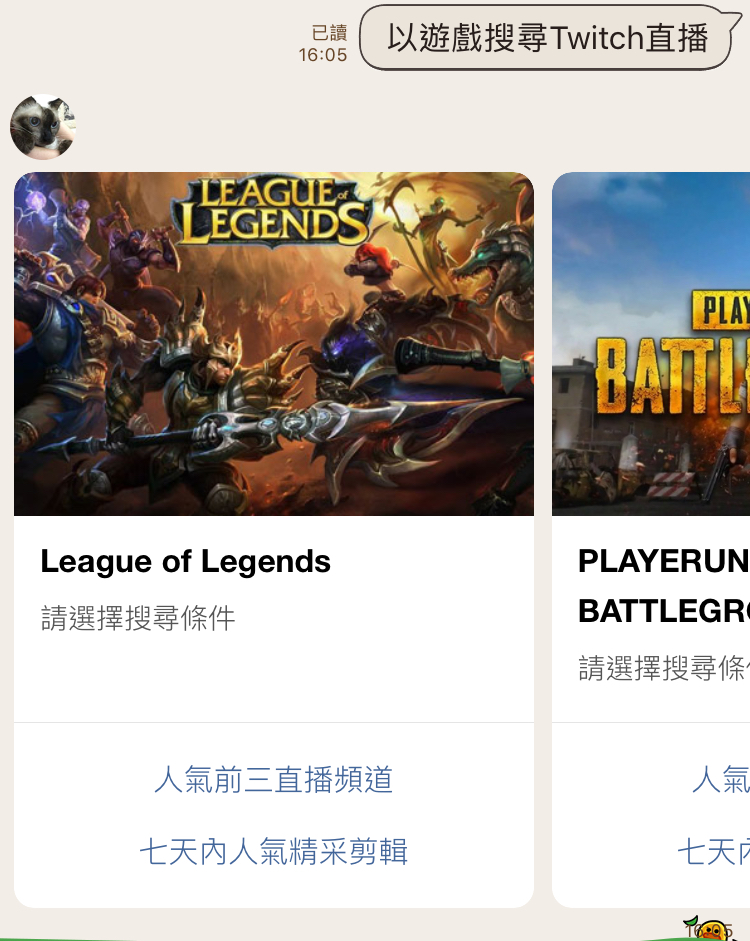 已讀
16:05
以遊戲搜尋Twitch直播
LEAGUE of
LEGENDS
League of Legends
請選擇搜尋條件
人氣前三直播頻道
七天內人氣精采剪輯
PLAY
BATTL
PLAYERUN
BATTLEGR
請選擇搜尋條
人氣
七天